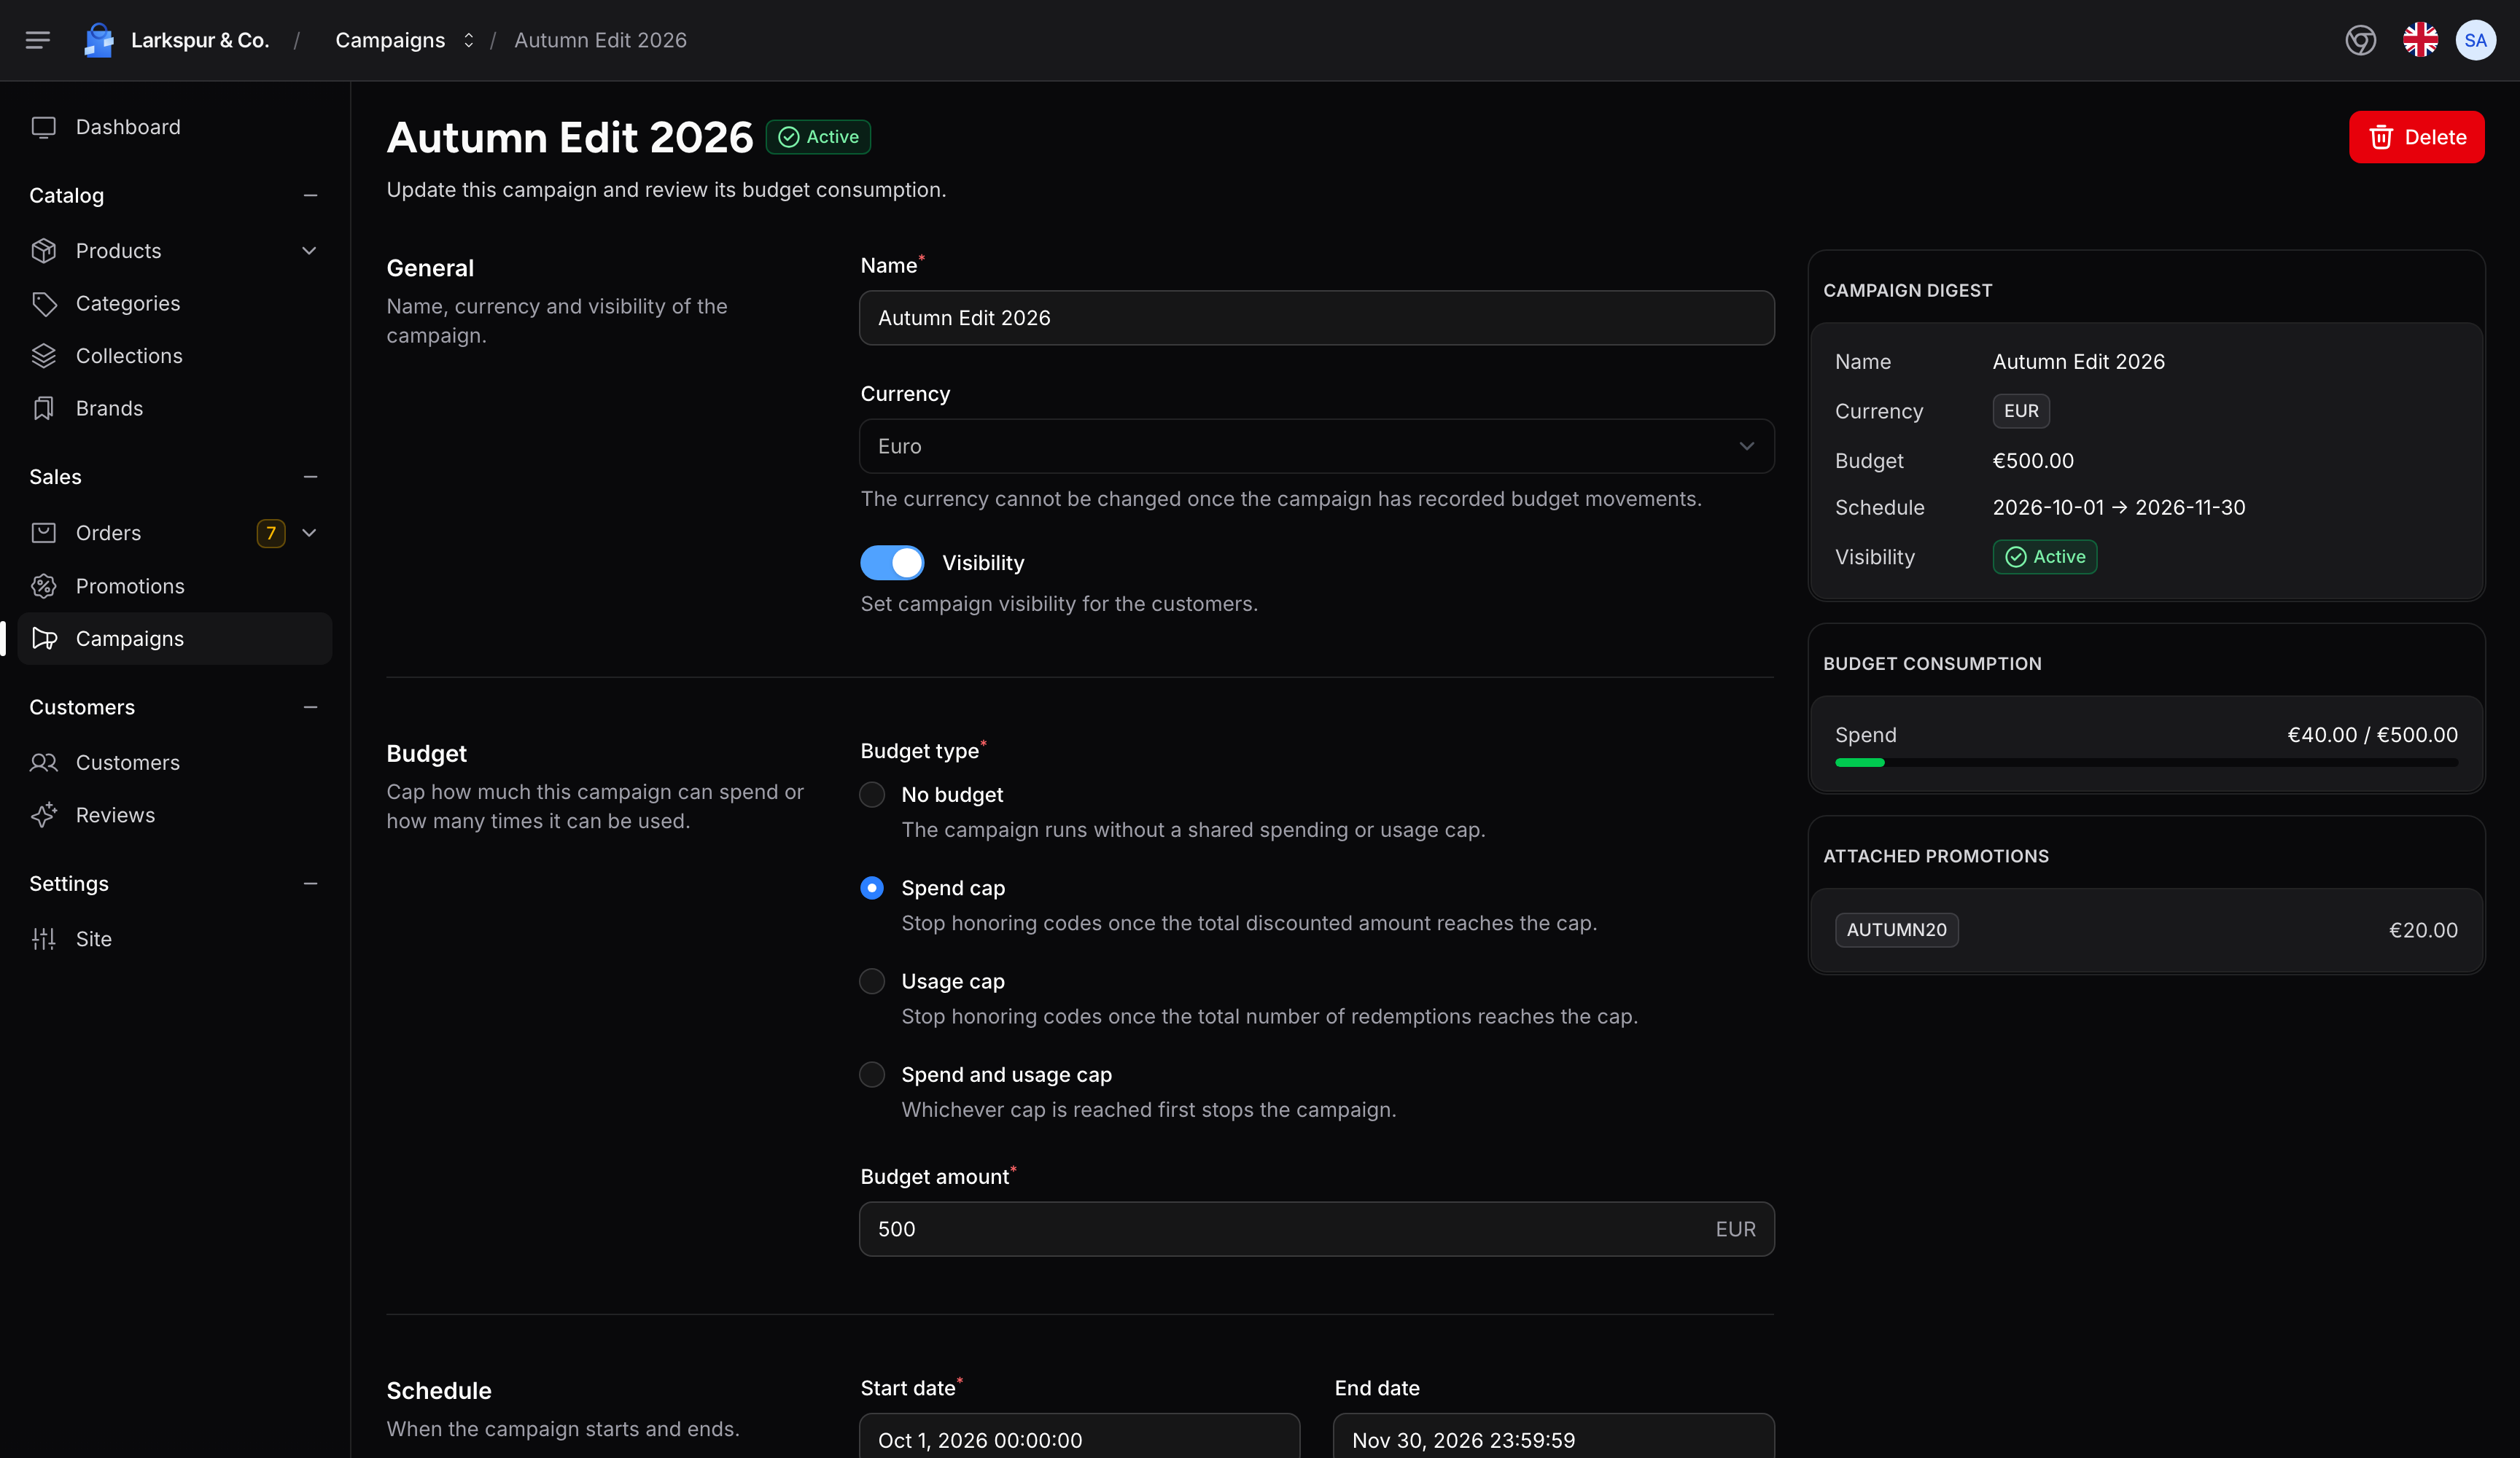 Larkspur & Co. / Campaigns / Autumn Edit 2026
SA
Dashboard
Catalog
Products
Categories
Collections
Brands
Sales
Orders 7
Promotions
Campaigns
Customers
Customers
Reviews
Settings
Site
Autumn Edit 2026 Active
Delete
Update this campaign and review its budget consumption.
General
Name, currency and visibility of the
campaign.
Name*
Autumn Edit 2026
Currency
Euro
The currency cannot be changed once the campaign has recorded budget movements.
Visibility
Set campaign visibility for the customers.
Budget
Cap how much this campaign can spend or
how many times it can be used.
Budget type*
No budget
The campaign runs without a shared spending or usage cap.
Spend cap
Stop honoring codes once the total discounted amount reaches the cap.
Usage cap
Stop honoring codes once the total number of redemptions reaches the cap.
Spend and usage cap
Whichever cap is reached first stops the campaign.
Budget amount*
500 EUR
Schedule
When the campaign starts and ends.
Start date*
Oct 1, 2026 00:00:00
End date
Nov 30, 2026 23:59:59
CAMPAIGN DIGEST
Name Autumn Edit 2026
Currency EUR
Budget €500.00
Schedule 2026-10-01 → 2026-11-30
Visibility Active
BUDGET CONSUMPTION
Spend €40.00 / €500.00
ATTACHED PROMOTIONS
AUTUMN20 €20.00